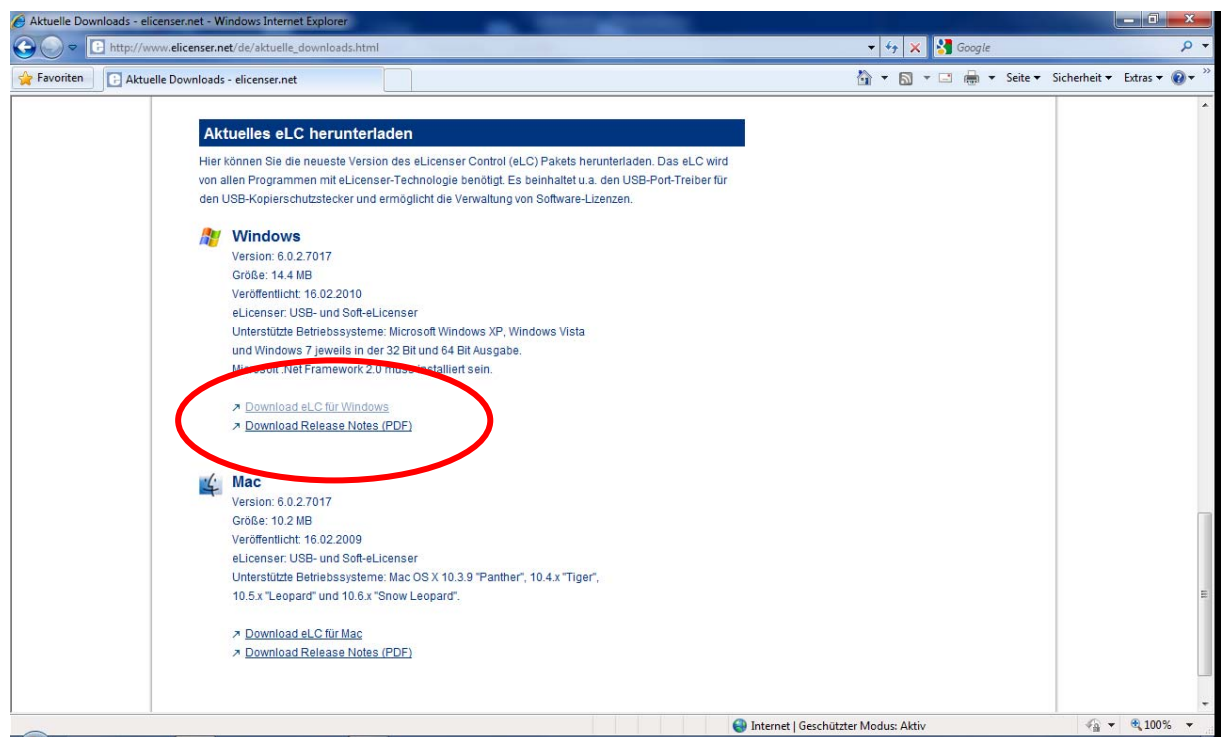 Aktuelle Downloads - elicenser.net - Windows Internet Explorer
http://www.elicenser.net/de/aktuelle_downloads.html
Google
Favoriten
Aktuelle Downloads - elicenser.net
Seite
Sicherheit
Extras
Aktuelles eLC herunterladen
Hier können Sie die neueste Version des eLicenser Control (eLC) Pakets herunterladen. Das eLC wird
von allen Programmen mit eLicenser-Technologie benötigt. Es beinhaltet u.a. den USB-Port-Treiber für
den USB-Kopierschutzstecker und ermöglicht die Verwaltung von Software-Lizenzen.
Windows
Version: 6.0.2.7017
Größe: 14.4 MB
Veröffentlicht: 16.02.2010
eLicenser: USB- und Soft-eLicenser
Unterstützte Betriebssysteme: Microsoft Windows XP, Windows Vista
und Windows 7 jeweils in der 32 Bit und 64 Bit Ausgabe.
Microsoft .Net Framework 2.0 muss installiert sein.
Download eLC für Windows
Download Release Notes (PDF)
Mac
Version: 6.0.2.7017
Größe: 10.2 MB
Veröffentlicht: 16.02.2009
eLicenser: USB- und Soft-eLicenser
Unterstützte Betriebssysteme: Mac OS X 10.3.9 "Panther", 10.4.x "Tiger",
10.5.x "Leopard" und 10.6.x "Snow Leopard".
Download eLC für Mac
Download Release Notes (PDF)
Internet | Geschützter Modus: Aktiv
100%